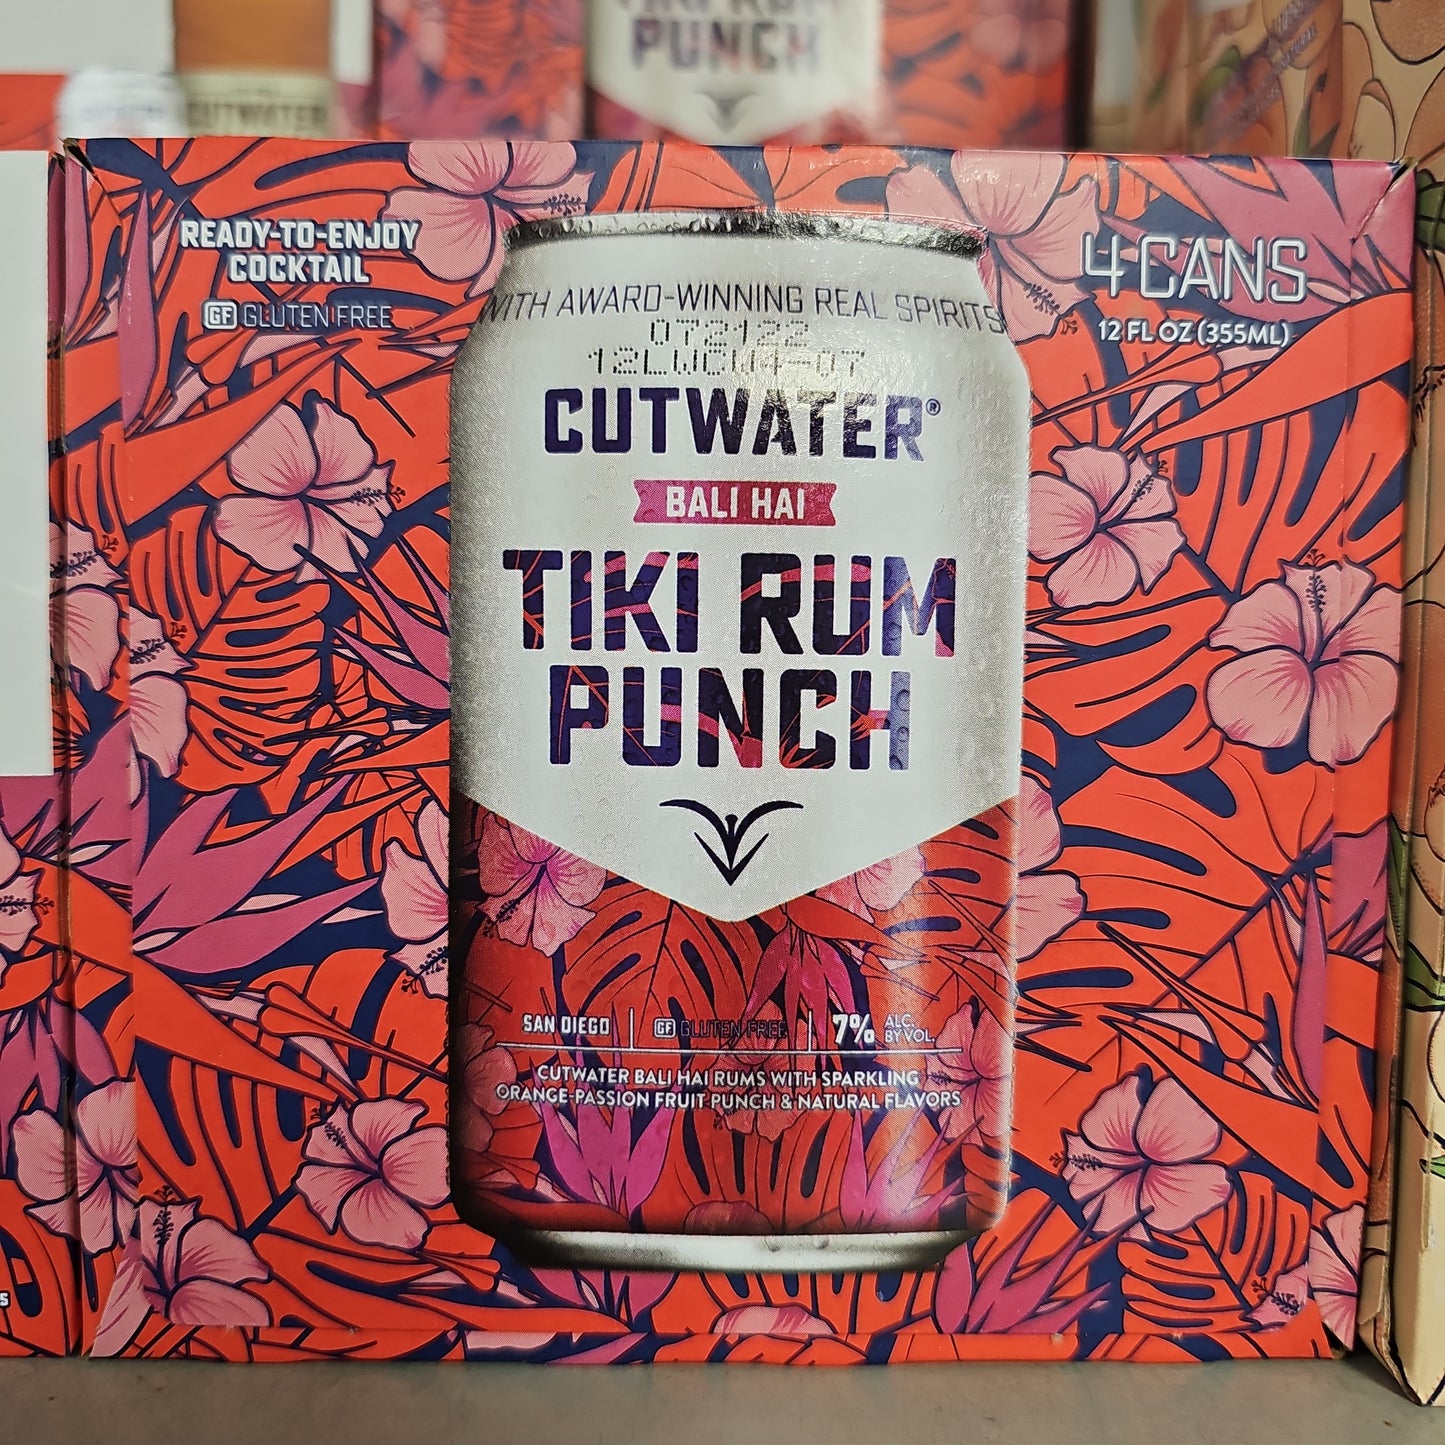 TIKI RUM
PUNCH
CUTWATER
READY-TO-ENJOY
COCKTAIL
GF GLUTEN FREE
4 CANS
12 FL OZ (355ML)
WITH AWARD-WINNING REAL SPIRITS
072122
CUTWATER®
BALI HAI
TIKI RUM
PUNCH
SAN DIEGO
GF GLUTEN FREE
7% ALC.
BY VOL.
CUTWATER BALI HAI RUMS WITH SPARKLING
ORANGE-PASSION FRUIT PUNCH & NATURAL FLAVORS